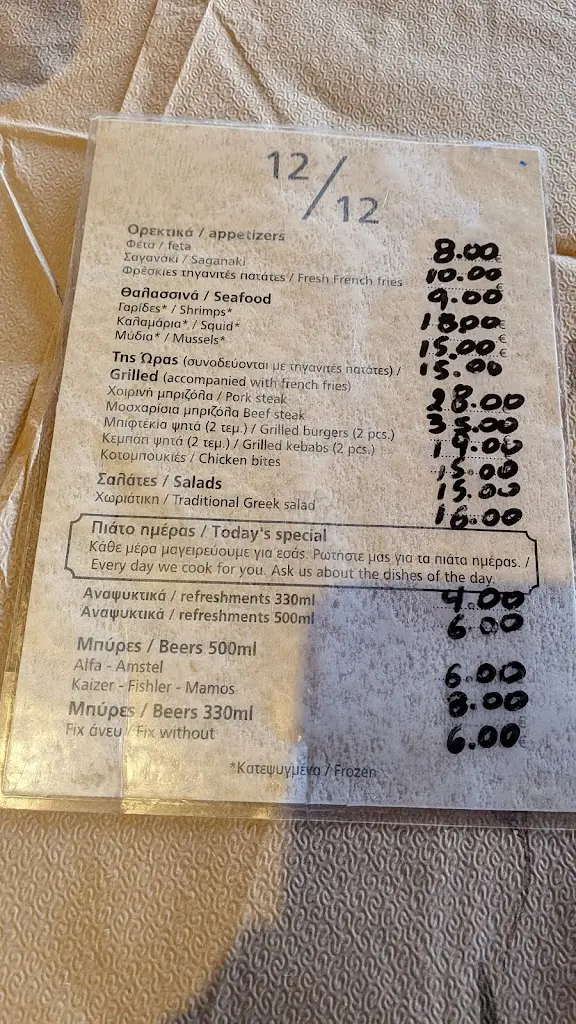 12/12
Ορεκτικά / appetizers
Φέτα / feta 8.00 €
Σαγανάκι / Saganaki 10.00
Φρέσκιες τηγανιτές πατάτες / Fresh French fries 9.00
Θαλασσινά / Seafood
Γαρίδες* / Shrimps* 18.00 €
Καλαμάρια* / Squid* 15.00 €
Μύδια* / Mussels* 15.00 €
Της Ώρας (συνοδεύονται με τηγανιτές πατάτες) /
Grilled (accompanied with french fries)
Χοιρινή μπριζόλα / Pork steak 28.00
Μοσχαρίσια μπριζόλα Beef steak 35.00
Μπιφτέκια ψητά (2 τεμ.) / Grilled burgers (2 pcs.) 17.00
Κεμπάπ ψητά (2 τεμ.) / Grilled kebabs (2 pcs.) 15.00
Κοτομπουκιές / Chicken bites 15.00
Σαλάτες / Salads
Χωριάτικη / Traditional Greek salad 16.00
Πιάτο ημέρας / Today's special
Κάθε μέρα μαγειρεύουμε για εσάς. Ρωτήστε μας για τα πιάτα ημέρας. /
Every day we cook for you. Ask us about the dishes of the day.
Αναψυκτικά / refreshments 330ml 4.00
Αναψυκτικά / refreshments 500ml 6.00
Μπύρες / Beers 500ml
Alfa - Amstel 6.00
Kaizer - Fishler - Mamos 8.00
Μπύρες / Beers 330ml
Fix άνευ / Fix without 6.00 €
*Κατεψυγμένα / Frozen